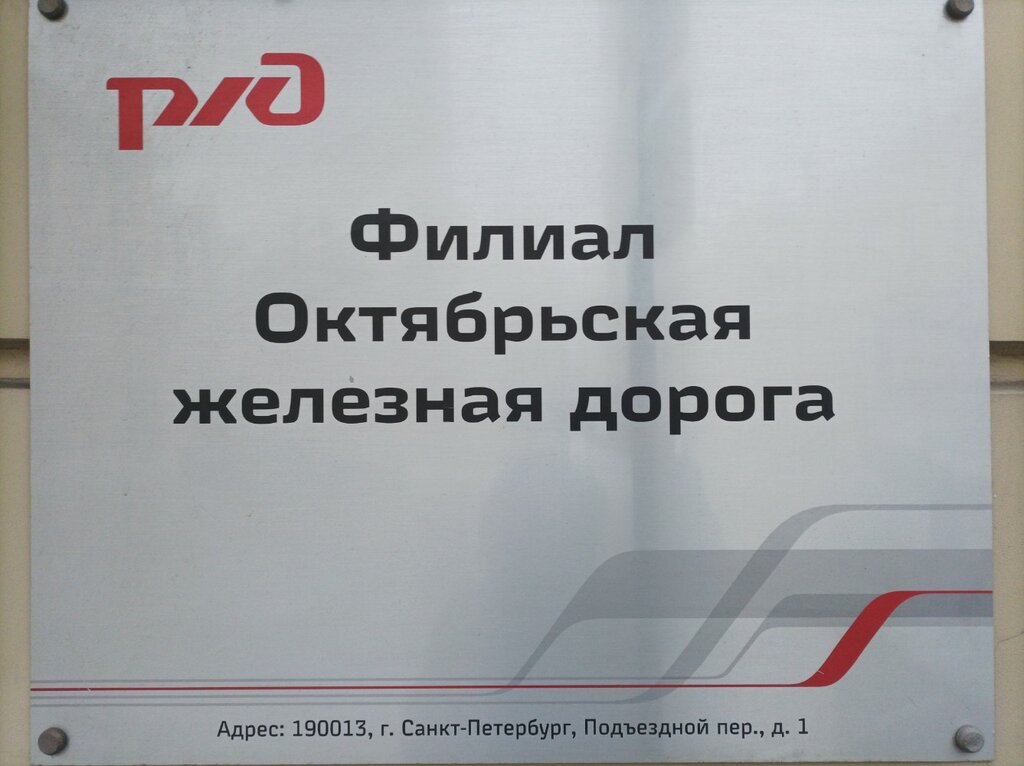 РЖД
Филиал
Октябрьская
железная дорога
Адрес: 190013, г. Санкт-Петербург, Подъездной пер., д. 1